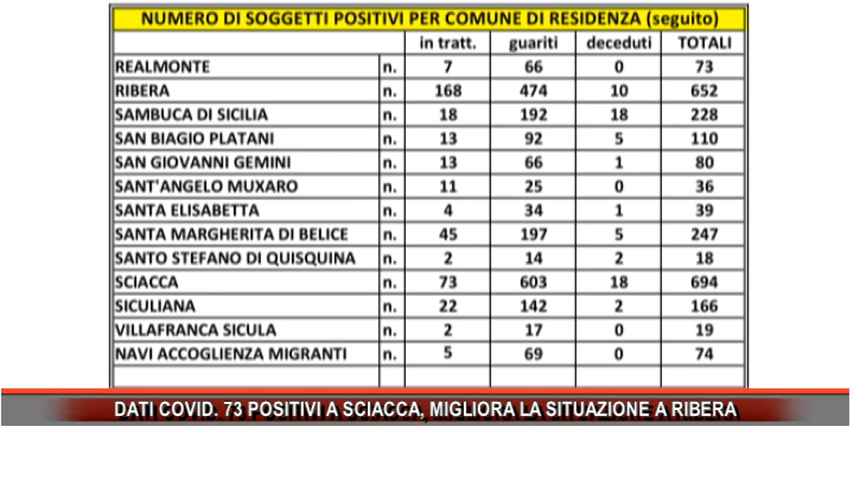 NUMERO DI SOGGETTI POSITIVI PER COMUNE DI RESIDENZA (seguito)
in tratt. guariti deceduti TOTALI
REALMONTE n. 7 66 0 73
RIBERA n. 168 474 10 652
SAMBUCA DI SICILIA n. 18 192 18 228
SAN BIAGIO PLATANI n. 13 92 5 110
SAN GIOVANNI GEMINI n. 13 66 1 80
SANT'ANGELO MUXARO n. 11 25 0 36
SANTA ELISABETTA n. 4 34 1 39
SANTA MARGHERITA DI BELICE n. 45 197 5 247
SANTO STEFANO DI QUISQUINA n. 2 14 2 18
SCIACCA n. 73 603 18 694
SICULIANA n. 22 142 2 166
VILLAFRANCA SICULA n. 2 17 0 19
NAVI ACCOGLIENZA MIGRANTI n. 5 69 0 74
DATI COVID. 73 POSITIVI A SCIACCA, MIGLIORA LA SITUAZIONE A RIBERA